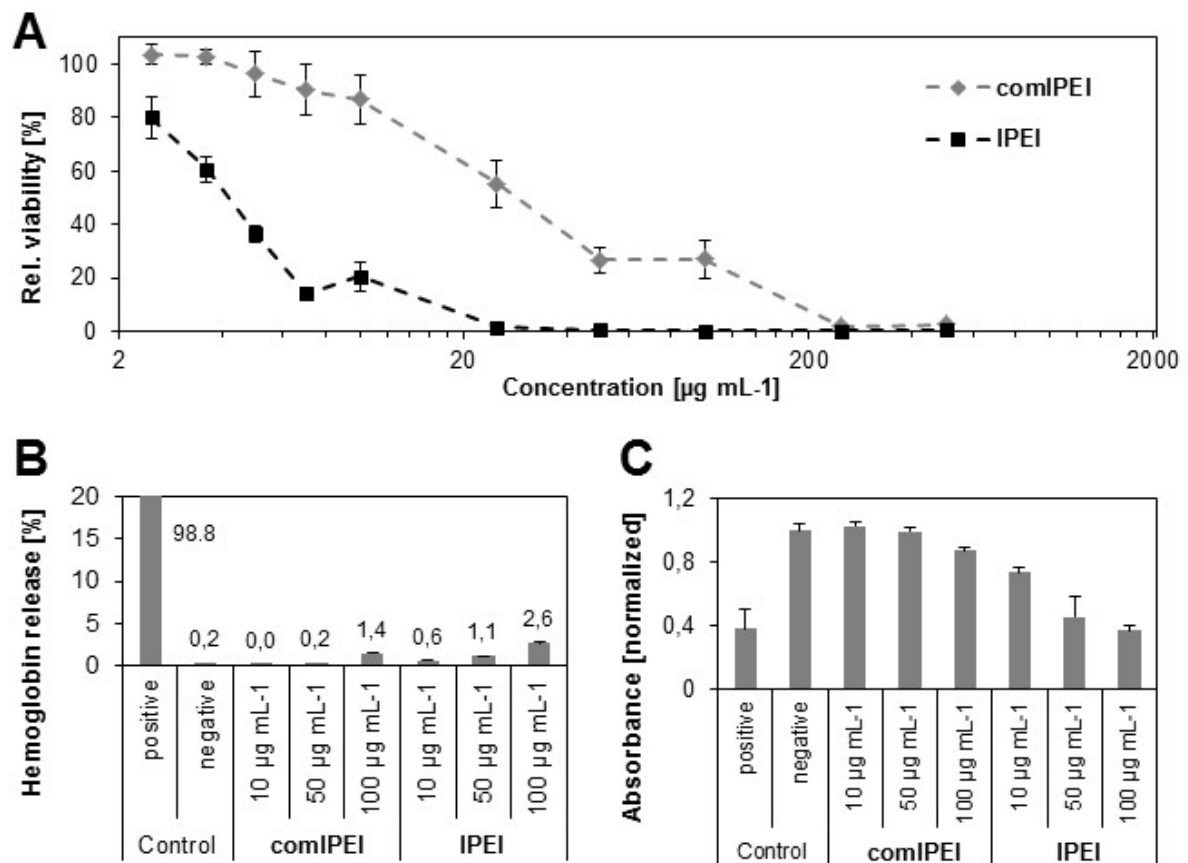 A
Rel. viability [%]
100
80
60
40
20
0
comlPEI
lPEI
2
20
200
2000
Concentration [µg mL-1]
B
Hemoglobin release [%]
20
15
10
5
0
98.8
0,2
0,0
0,2
1,4
0,6
1,1
2,6
positive
negative
10 µg mL-1
50 µg mL-1
100 µg mL-1
10 µg mL-1
50 µg mL-1
100 µg mL-1
Control
comlPEI
lPEI
C
Absorbance [normalized]
1,2
0,8
0,4
0
positive
negative
10 µg mL-1
50 µg mL-1
100 µg mL-1
10 µg mL-1
50 µg mL-1
100 µg mL-1
Control
comlPEI
lPEI